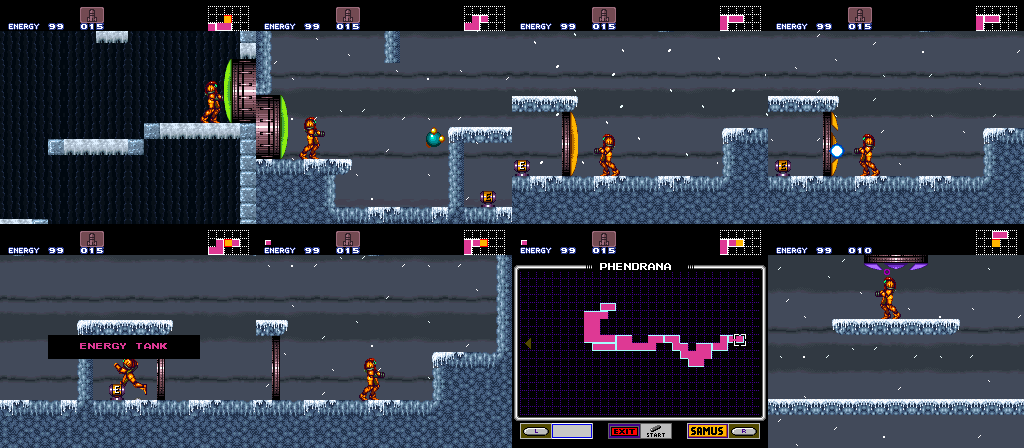 ENERGY 99 015
ENERGY 99 015
ENERGY 99 015
ENERGY 99 015
E
E
E
ENERGY 99 015
ENERGY 99 015
ENERGY 99 015
ENERGY 99 010
PHENDRANA
ENERGY TANK
E
L
EXIT
START
SAMUS
R